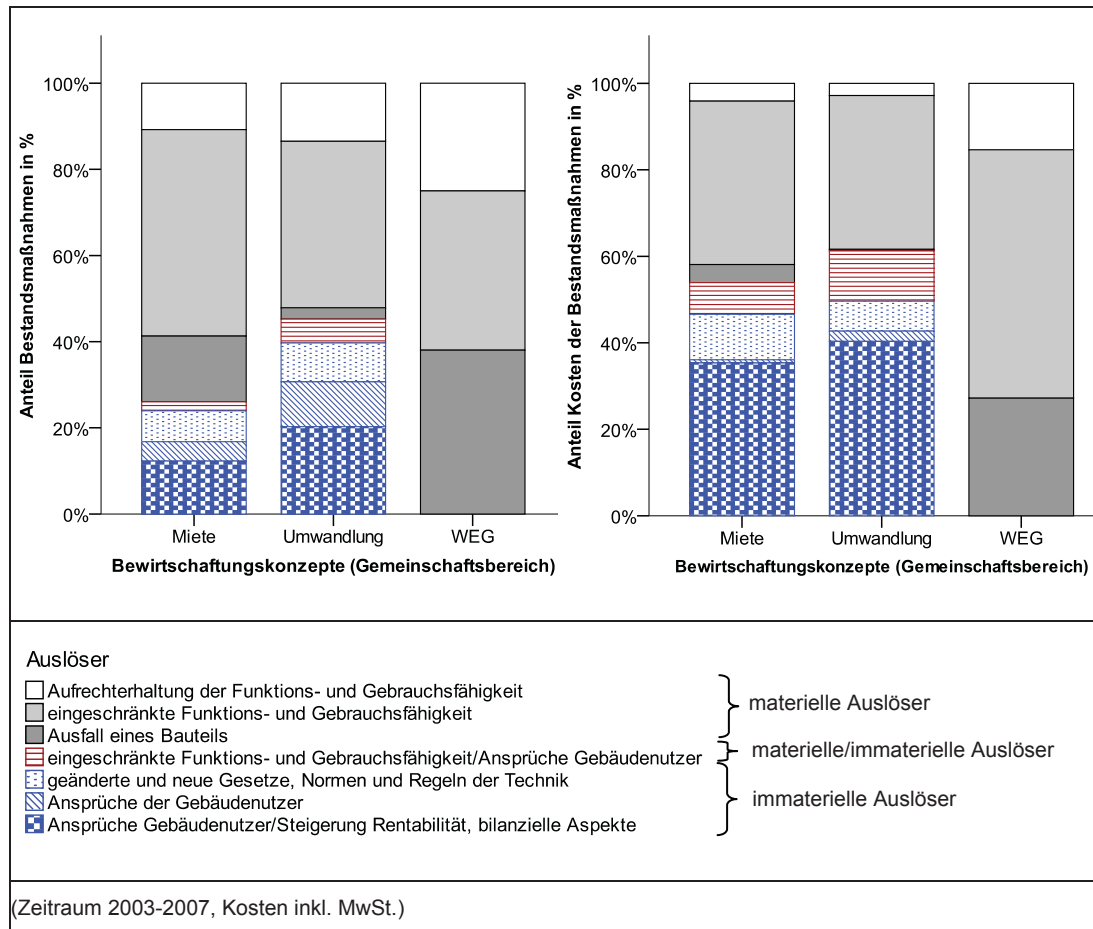 Anteil Bestandsmaßnahmen in %
100%
80%
60%
40%
20%
0%
Miete
Umwandlung
WEG
Bewirtschaftungskonzepte (Gemeinschaftsbereich)
Anteil Kosten der Bestandsmaßnahmen in %
100%
80%
60%
40%
20%
0%
Miete
Umwandlung
WEG
Bewirtschaftungskonzepte (Gemeinschaftsbereich)
Auslöser
Aufrechterhaltung der Funktions- und Gebrauchsfähigkeit
eingeschränkte Funktions- und Gebrauchsfähigkeit
Ausfall eines Bauteils
materielle Auslöser
eingeschränkte Funktions- und Gebrauchsfähigkeit/Ansprüche Gebäudenutzer
materielle/immaterielle Auslöser
geänderte und neue Gesetze, Normen und Regeln der Technik
Ansprüche der Gebäudenutzer
Ansprüche Gebäudenutzer/Steigerung Rentabilität, bilanzielle Aspekte
immaterielle Auslöser
(Zeitraum 2003-2007, Kosten inkl. MwSt.)